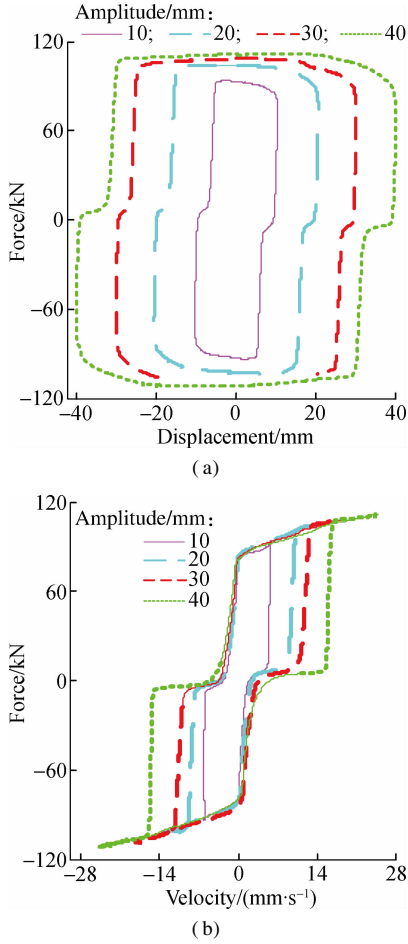 Amplitude/mm:
10; 20; 30; 40
120
60
0
−60
−120
Force/kN
−40 −20 0 20 40
Displacement/mm
(a)
120
60
0
−60
−120
Force/kN
Amplitude/mm:
10
20
30
40
−28 −14 0 14 28
Velocity/(mm·s⁻¹)
(b)